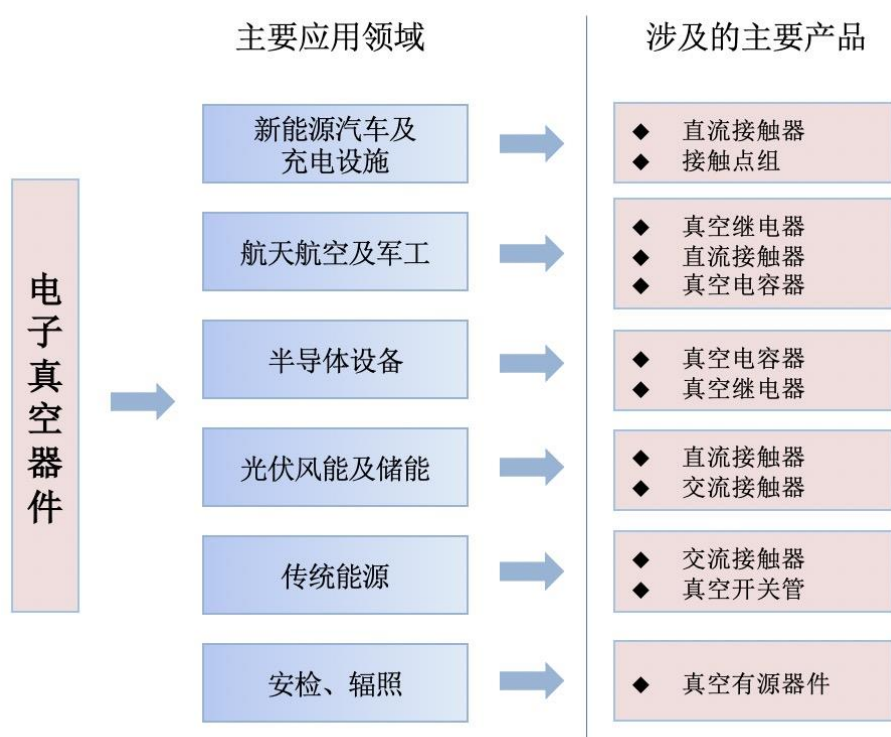 主要应用领域
涉及的主要产品
电子真空器件
新能源汽车及
充电设施
◆ 直流接触器
◆ 接触点组
航天航空及军工
◆ 真空继电器
◆ 直流接触器
◆ 真空电容器
半导体设备
◆ 真空电容器
◆ 真空继电器
光伏风能及储能
◆ 直流接触器
◆ 交流接触器
传统能源
◆ 交流接触器
◆ 真空开关管
安检、辐照
◆ 真空有源器件